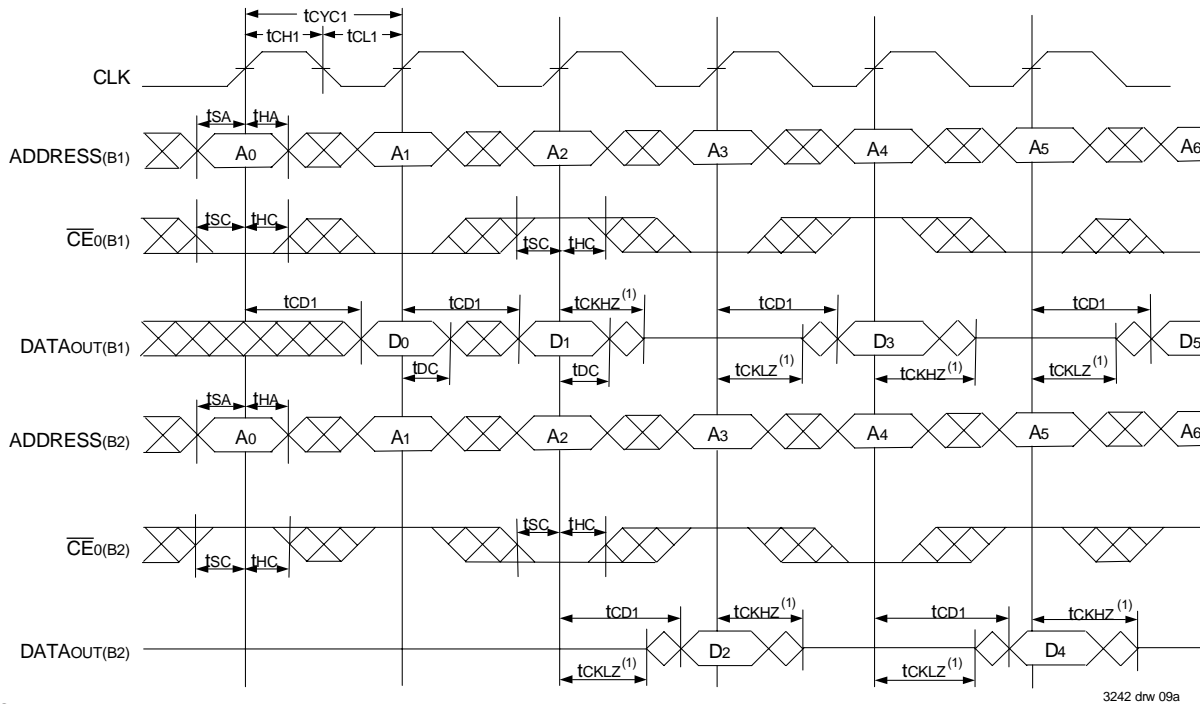 tCYC1
tCH1 tCL1
CLK
tSA tHA
ADDRESS(B1) A0 A1 A2 A3 A4 A5 A6
tSC tHC
CE0(B1)
tSC tHC
tCD1 tCD1 tCKHZ(1) tCD1 tCD1
DATAOUT(B1) D0 D1 D3 D5
tDC tDC tCKLZ(1) tCKHZ(1) tCKLZ(1)
tSA tHA
ADDRESS(B2) A0 A1 A2 A3 A4 A5 A6
tSC tHC
CE0(B2)
tSC tHC
tCD1 tCKHZ(1) tCD1 tCKHZ(1)
DATAOUT(B2) D2 D4
tCKLZ(1) tCKLZ(1)
3242 drw 09a